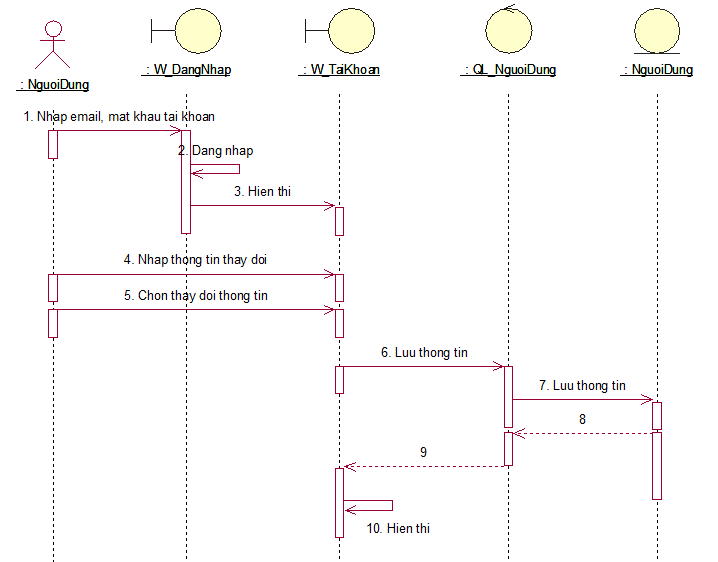 : NguoiDung
: W_DangNhap
: W_TaiKhoan
: QL_NguoiDung
: NguoiDung
1. Nhap email, mat khau tai khoan
2. Dang nhap
3. Hien thi
4. Nhap thong tin thay doi
5. Chon thay doi thong tin
6. Luu thong tin
7. Luu thong tin
8
9
10. Hien thi